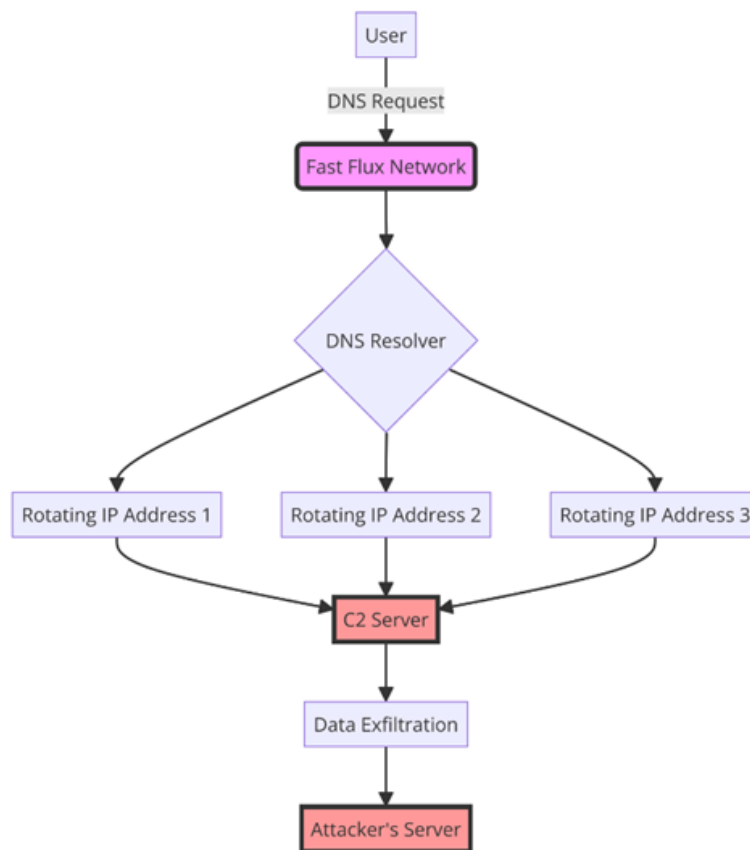 User
DNS Request
Fast Flux Network
DNS Resolver
Rotating IP Address 1
Rotating IP Address 2
Rotating IP Address 3
C2 Server
Data Exfiltration
Attacker's Server